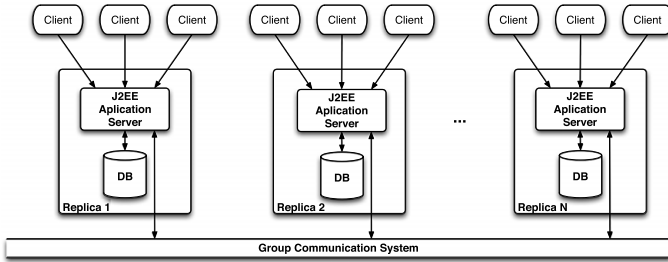 Client Client Client Client Client Client Client Client Client
J2EE J2EE J2EE
Aplication Aplication ... Aplication
Server Server Server
DB DB DB
Replica 1 Replica 2 Replica N
Group Communication System